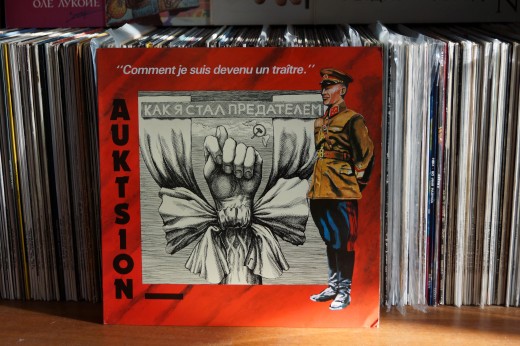 ОЛЕ ЛУКОЙЕ
"Comment je suis devenu un traître."
КАК Я СТАЛ ПРЕДАТЕЛЕМ
AUKTSION